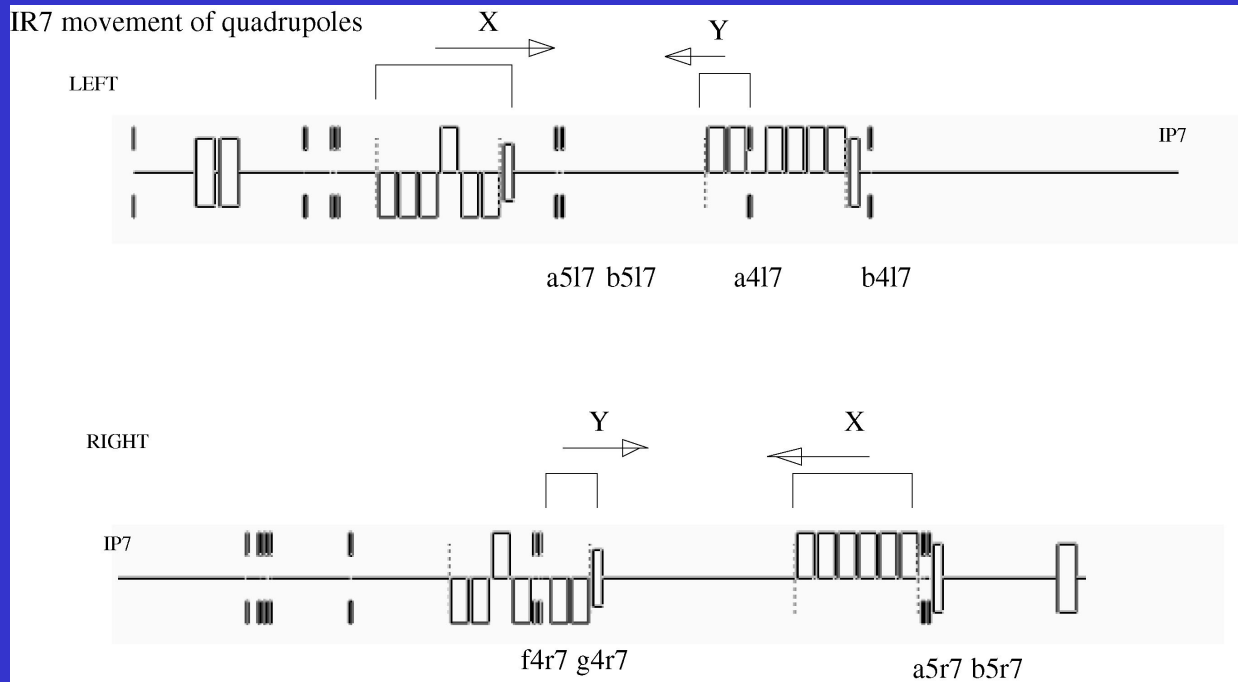 IR7 movement of quadrupoles
X
Y
LEFT
IP7
a5l7 b5l7 a4l7 b4l7
Y
X
RIGHT
IP7
f4r7 g4r7
a5r7 b5r7